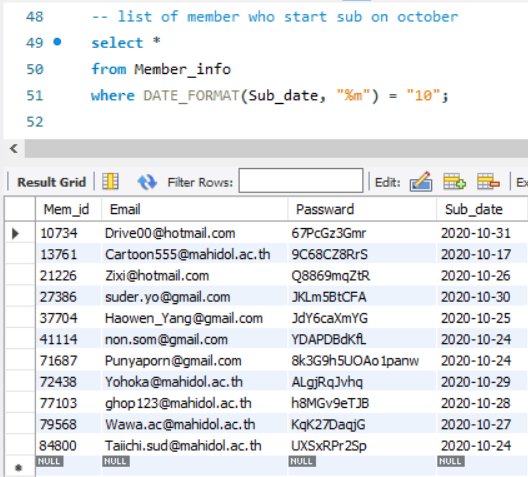 48 -- list of member who start sub on october
49 select *
50 from Member_info
51 where DATE_FORMAT(Sub_date, "%m") = "10";
52
Result Grid Filter Rows: Edit:
Mem_id Email Passward Sub_date
10734 Drive00@hotmail.com 67PcGz3Gmr 2020-10-31
13761 Cartoon555@mahidol.ac.th 9C68CZ8RrS 2020-10-17
21226 Zixi@hotmail.com Q8869mqZtR 2020-10-26
27386 suder.yo@gmail.com JKLm5BtCFA 2020-10-30
37704 Haowen_Yang@gmail.com JdY6caXmYG 2020-10-25
41114 non.som@gmail.com YDAPDBdKfL 2020-10-24
71687 Punyaporn@gmail.com 8k3G9h5UOAo1panw 2020-10-24
72438 Yohoka@mahidol.ac.th ALgjRqJvhq 2020-10-29
77103 ghop123@mahidol.ac.th h8MGv9eTJB 2020-10-28
79568 Wawa.ac@mahidol.ac.th KqK27DaqjG 2020-10-27
84800 Taiichi.sud@mahidol.ac.th UXSxRPr2Sp 2020-10-24
NULL NULL NULL NULL